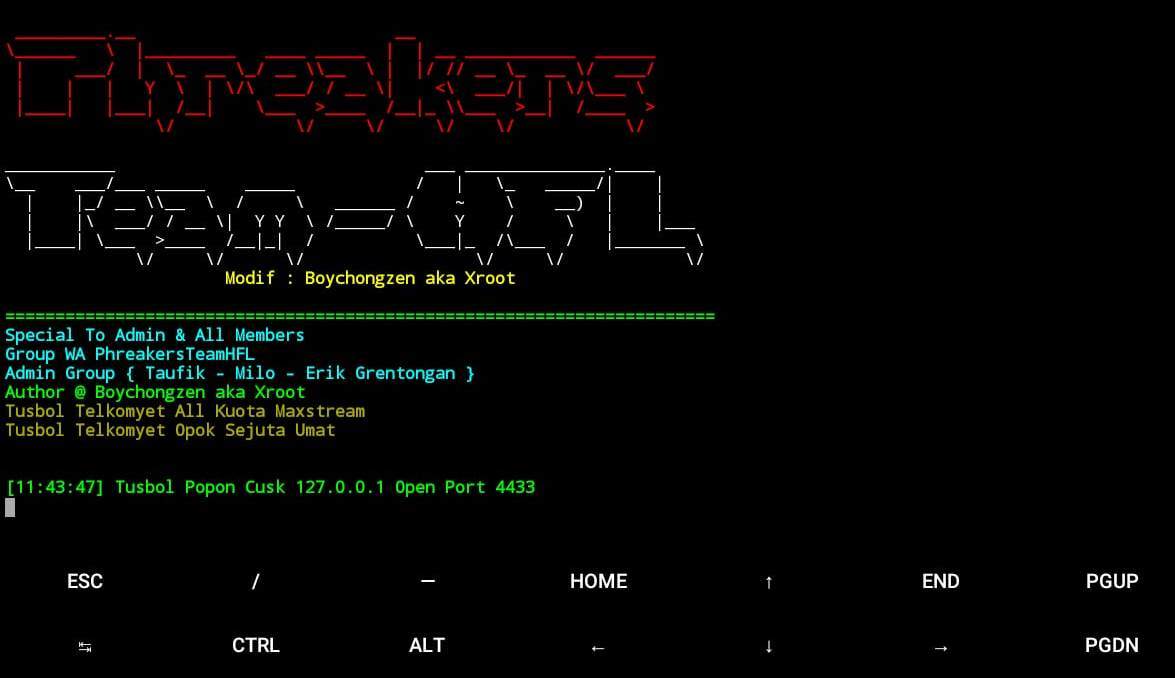 Phreakers
Team-HFL
Modif : Boychongzen aka Xroot
=======================================================================
Special To Admin & All Members
Group WA PhreakersTeamHFL
Admin Group { Taufik - Milo - Erik Grentongan }
Author @ Boychongzen aka Xroot
Tusbol Telkomyet All Kuota Maxstream
Tusbol Telkomyet Opok Sejuta Umat
[11:43:47] Tusbol Popon Cusk 127.0.0.1 Open Port 4433
ESC / — HOME ↑ END PGUP
↹ CTRL ALT ← ↓ → PGDN